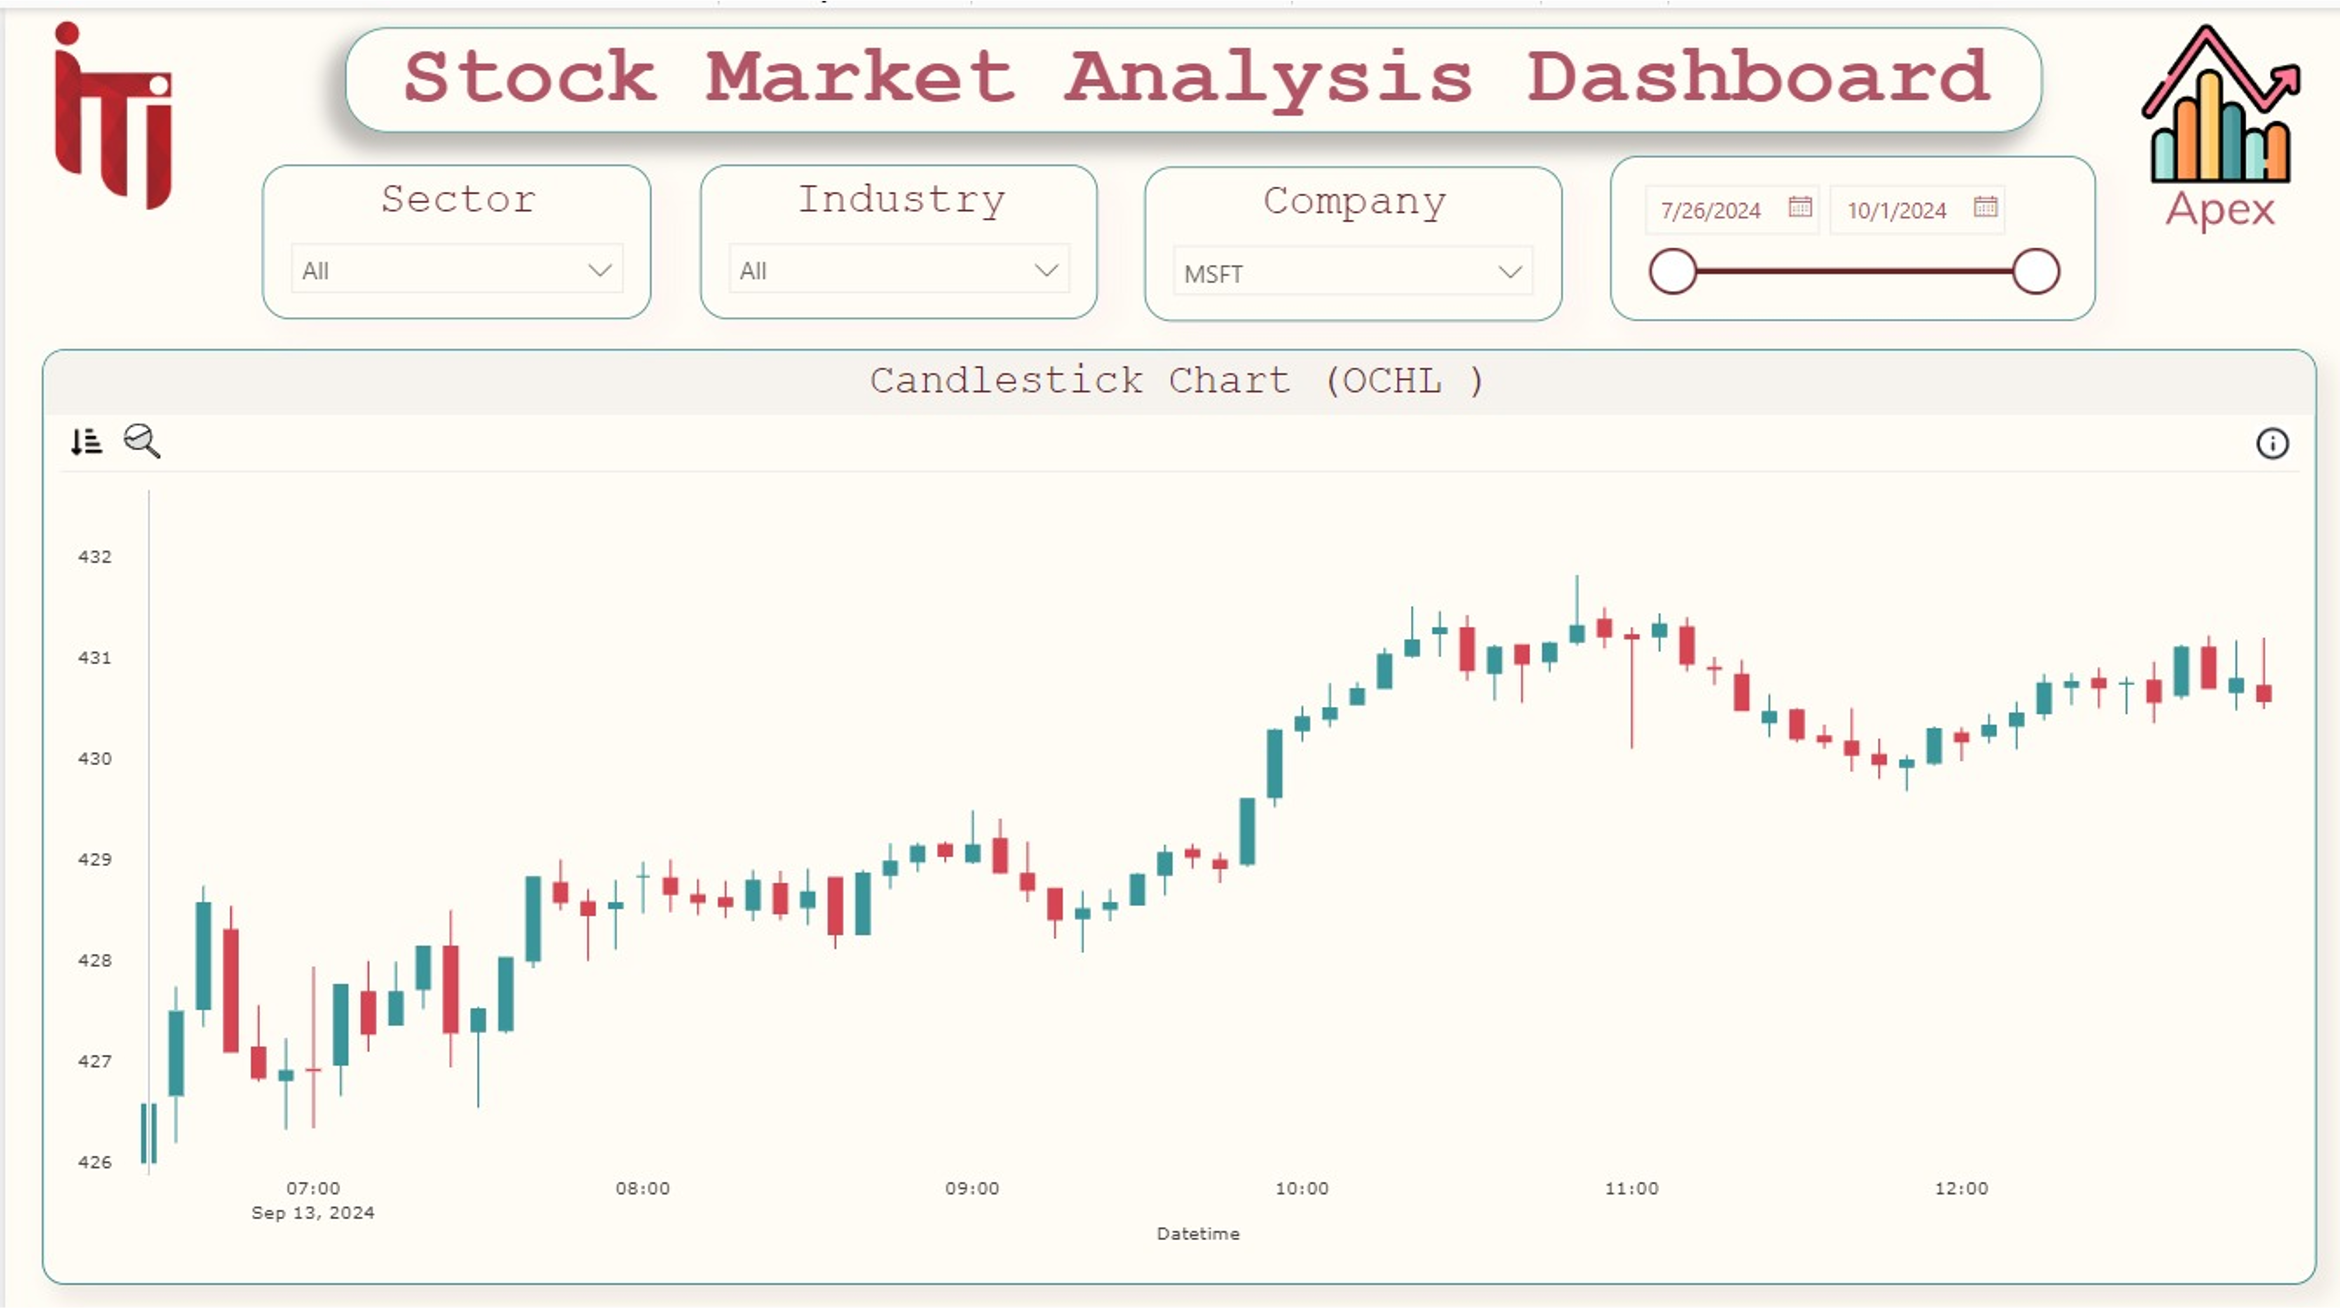 iTi
Stock Market Analysis Dashboard
Apex
Sector
All
Industry
All
Company
MSFT
7/26/2024
10/1/2024
Candlestick Chart (OCHL )
432
431
430
429
428
427
426
07:00
08:00
09:00
10:00
11:00
12:00
Sep 13, 2024
Datetime